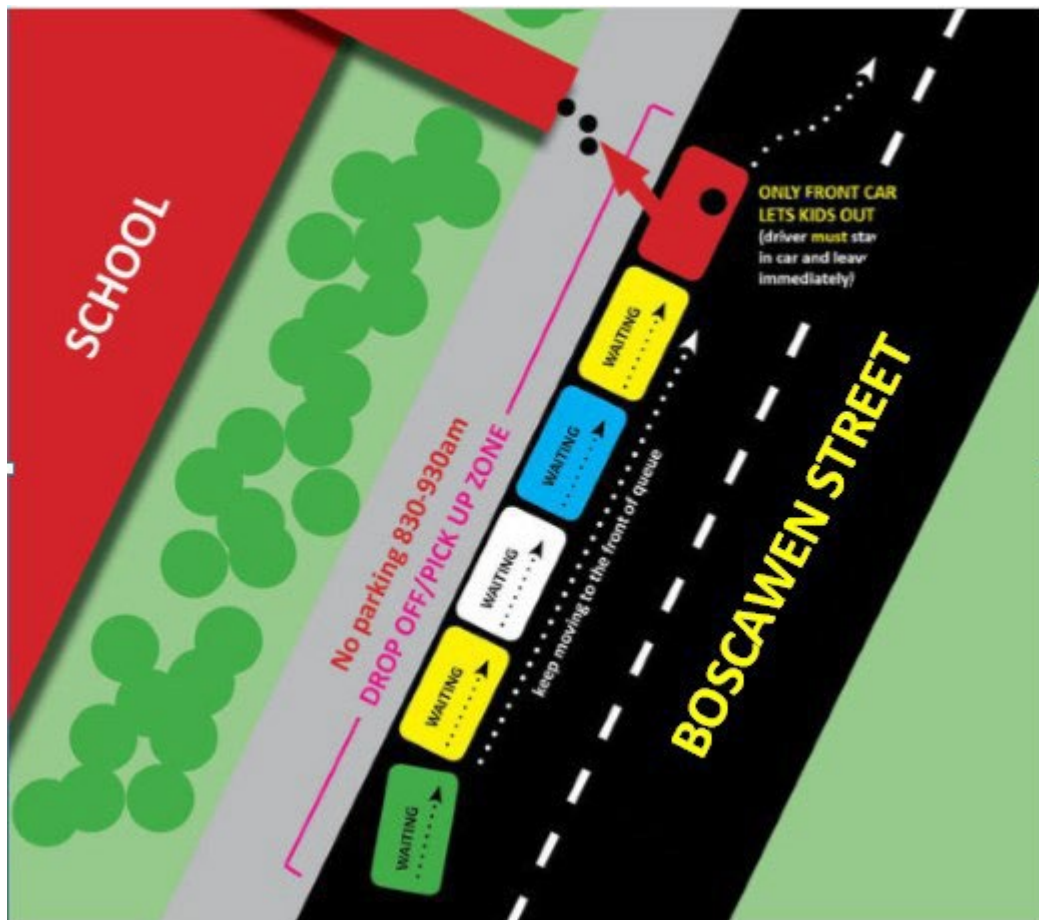 SCHOOL
No parking 830-930am
DROP OFF/PICK UP ZONE
ONLY FRONT CAR
LETS KIDS OUT
(driver must
in car and
immediately)
WAITING
WAITING
WAITING
WAITING
WAITING
keep moving to the front of queue
BOSCAWEN STREET